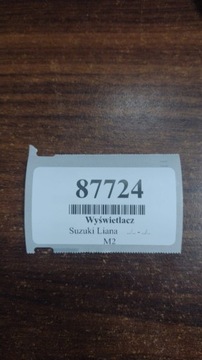 87724
Wyświetlacz
Suzuki Liana ...-...
M2